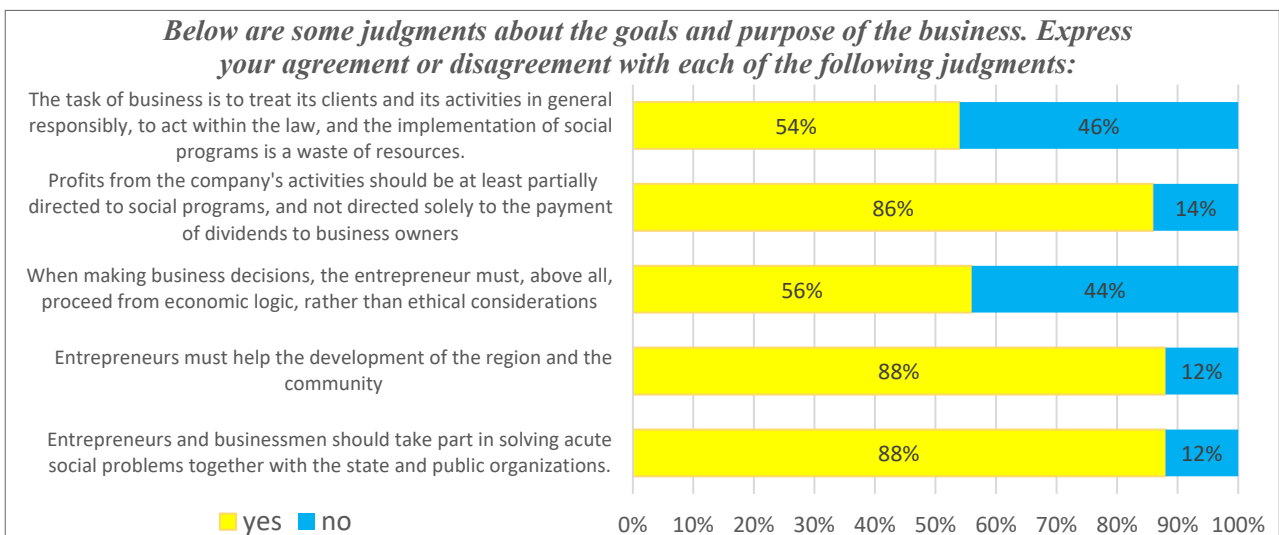 Below are some judgments about the goals and purpose of the business. Express
your agreement or disagreement with each of the following judgments:
The task of business is to treat its clients and its activities in general
responsibly, to act within the law, and the implementation of social
programs is a waste of resources.
54% 46%
Profits from the company's activities should be at least partially
directed to social programs, and not directed solely to the payment
of dividends to business owners
86% 14%
When making business decisions, the entrepreneur must, above all,
proceed from economic logic, rather than ethical considerations
56% 44%
Entrepreneurs must help the development of the region and the
community
88% 12%
Entrepreneurs and businessmen should take part in solving acute
social problems together with the state and public organizations.
88% 12%
yes no
0% 10% 20% 30% 40% 50% 60% 70% 80% 90% 100%